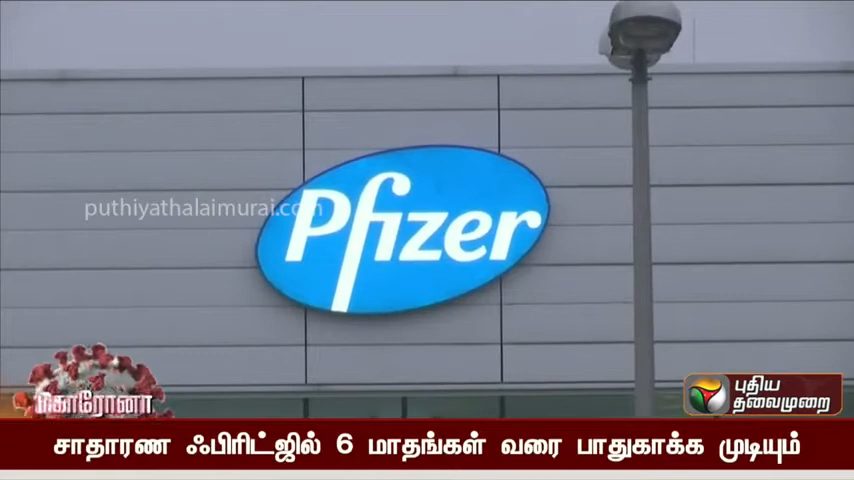 Pfizer
puthiyathalaimurai.com
கொரோனா
புதிய
தலைமுறை
சாதாரண ஃபிரிட்ஜில் 6 மாதங்கள் வரை பாதுகாக்க முடியும்